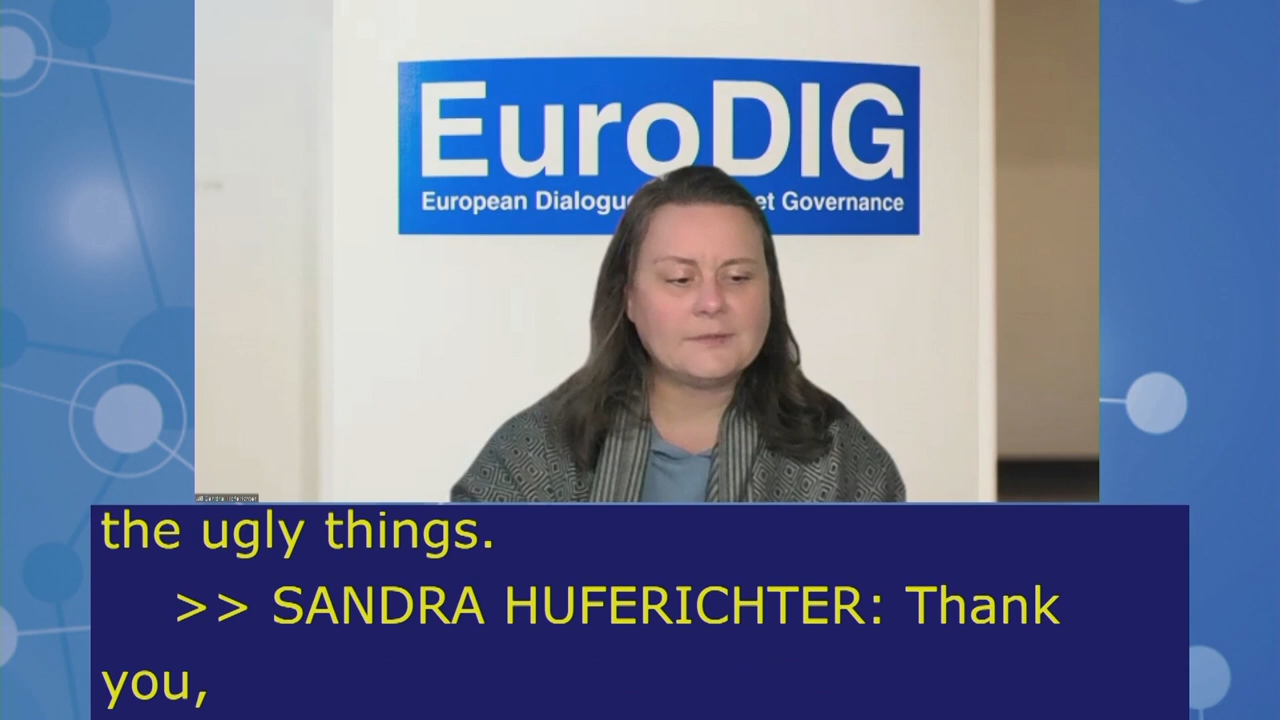 EuroDIG
European Dialogu et Governance
the ugly things.
>> SANDRA HUFERICHTER: Thank
you,